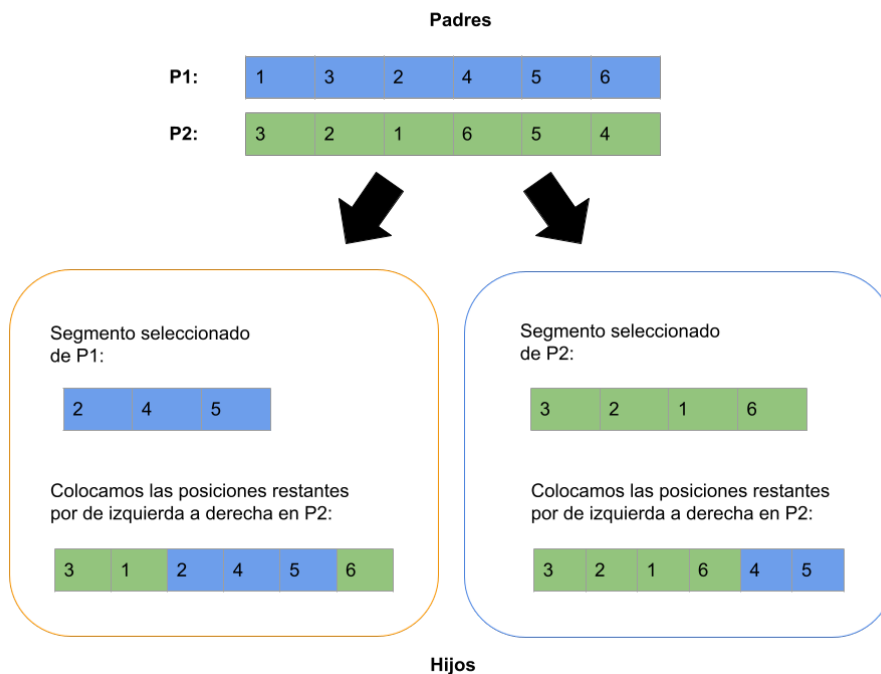 Padres
P1: 1 3 2 4 5 6
P2: 3 2 1 6 5 4
Segmento seleccionado
de P1:
2 4 5
Colocamos las posiciones restantes
por de izquierda a derecha en P2:
3 1 2 4 5 6
Segmento seleccionado
de P2:
3 2 1 6
Colocamos las posiciones restantes
por de izquierda a derecha en P2:
3 2 1 6 4 5
Hijos